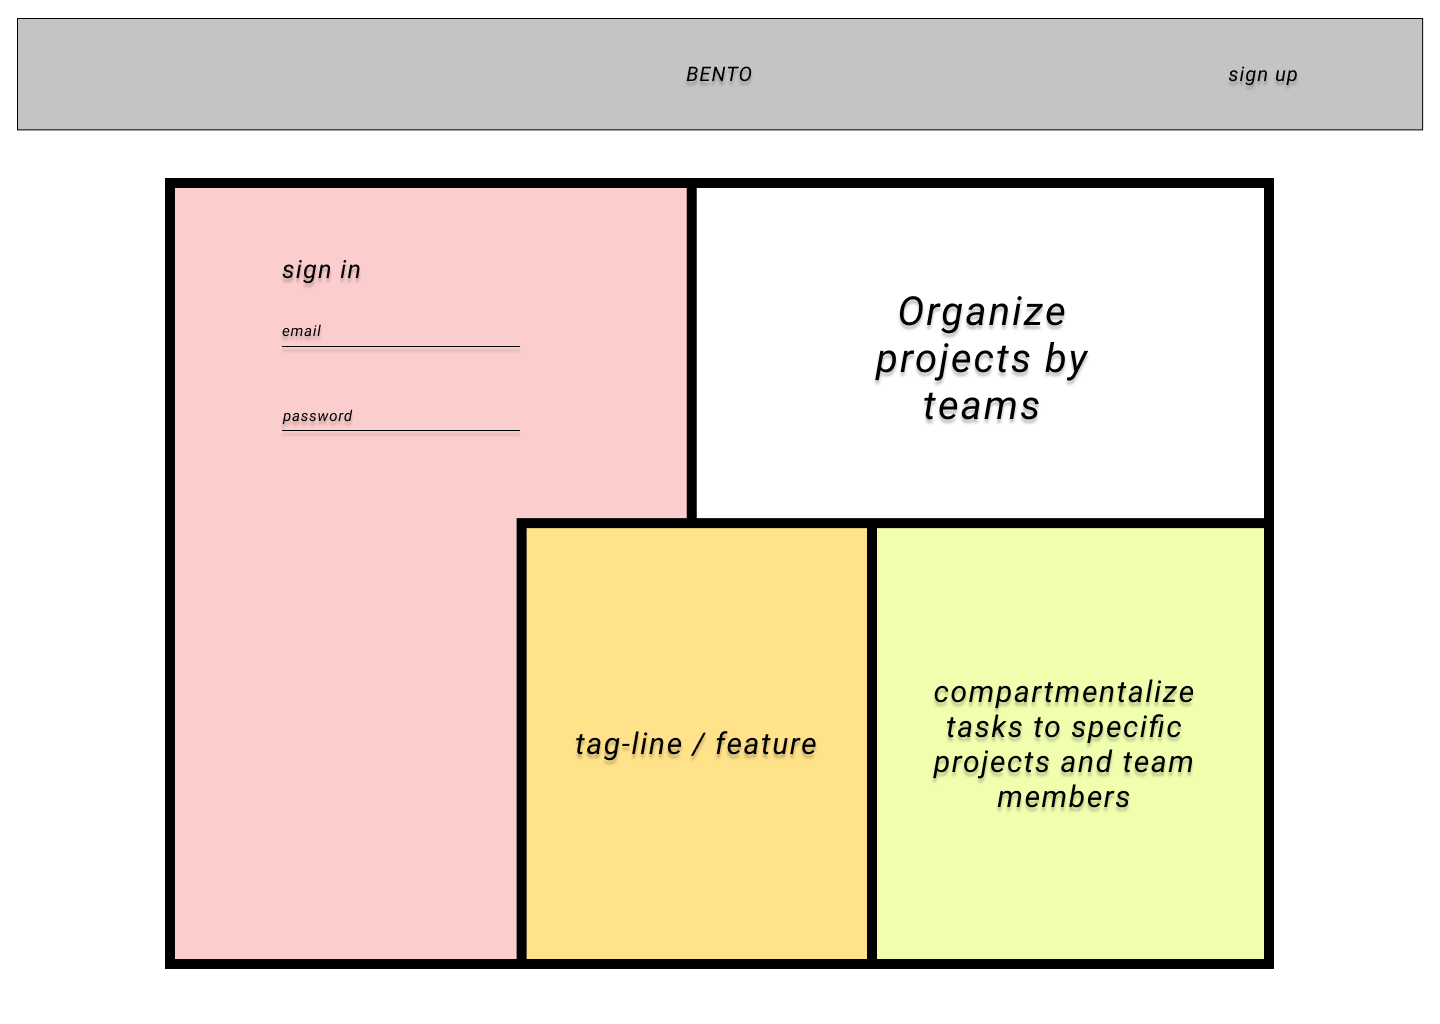 BENTO
sign up
sign in
email
password
Organize
projects by
teams
tag-line / feature
compartmentalize
tasks to specific
projects and team
members